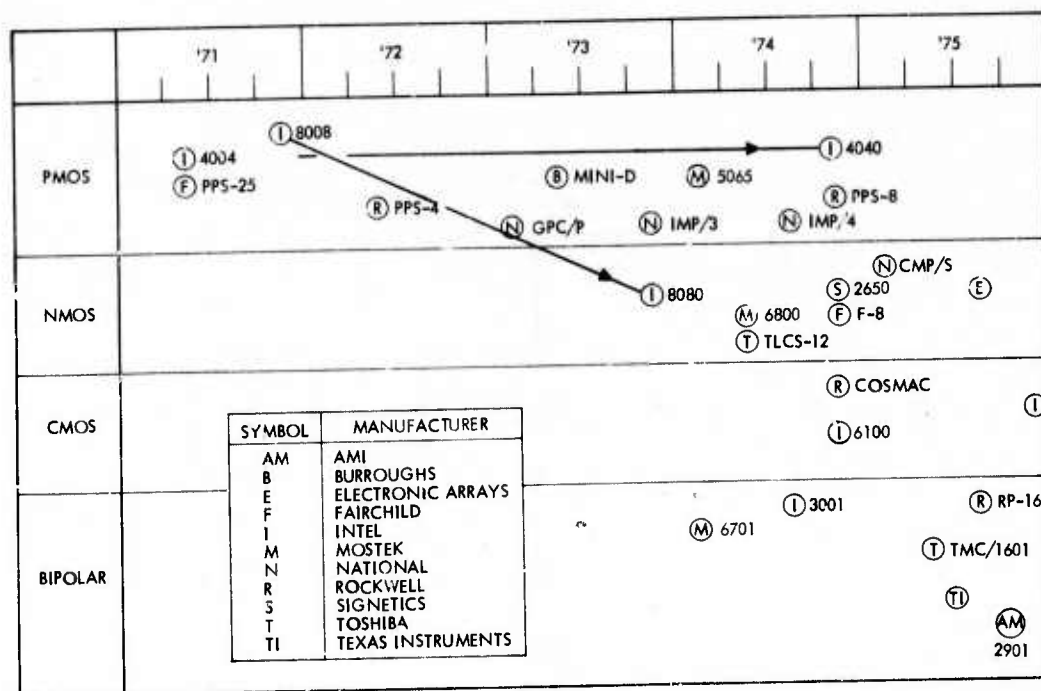 '71 '72 '73 '74 '75
PMOS
I 8008
I 4004
I 4040
F PPS-25
B MINI-D
M 5065
R PPS-4
R PPS-8
N GPC/P
N IMP/3
N IMP/4
NMOS
N CMP/S
I 8080
S 2650
E
M 6800
F F-8
T TLCS-12
CMOS
R COSMAC
I
I 6100
SYMBOL MANUFACTURER
AM AMI
B BURROUGHS
E ELECTRONIC ARRAYS
F FAIRCHILD
I INTEL
M MOSTEK
N NATIONAL
R ROCKWELL
S SIGNETICS
T TOSHIBA
TI TEXAS INSTRUMENTS
BIPOLAR
I 3001
R RP-16
M 6701
T TMC/1601
TI
AM
2901